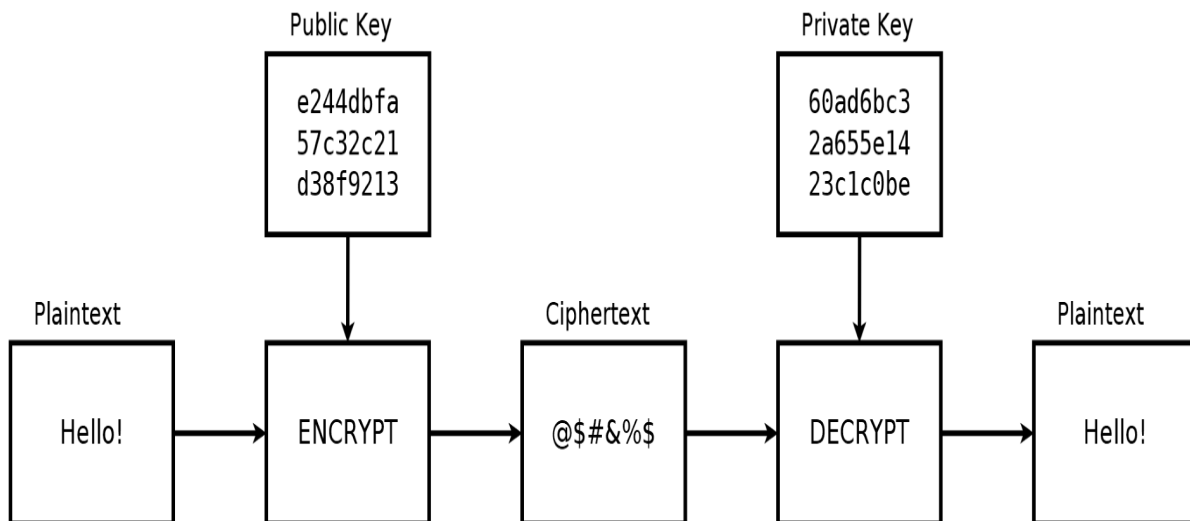 Public Key
e244dbfa
57c32c21
d38f9213
Private Key
60ad6bc3
2a655e14
23c1c0be
Plaintext
Hello!
ENCRYPT
Ciphertext
@$#&%$
DECRYPT
Plaintext
Hello!